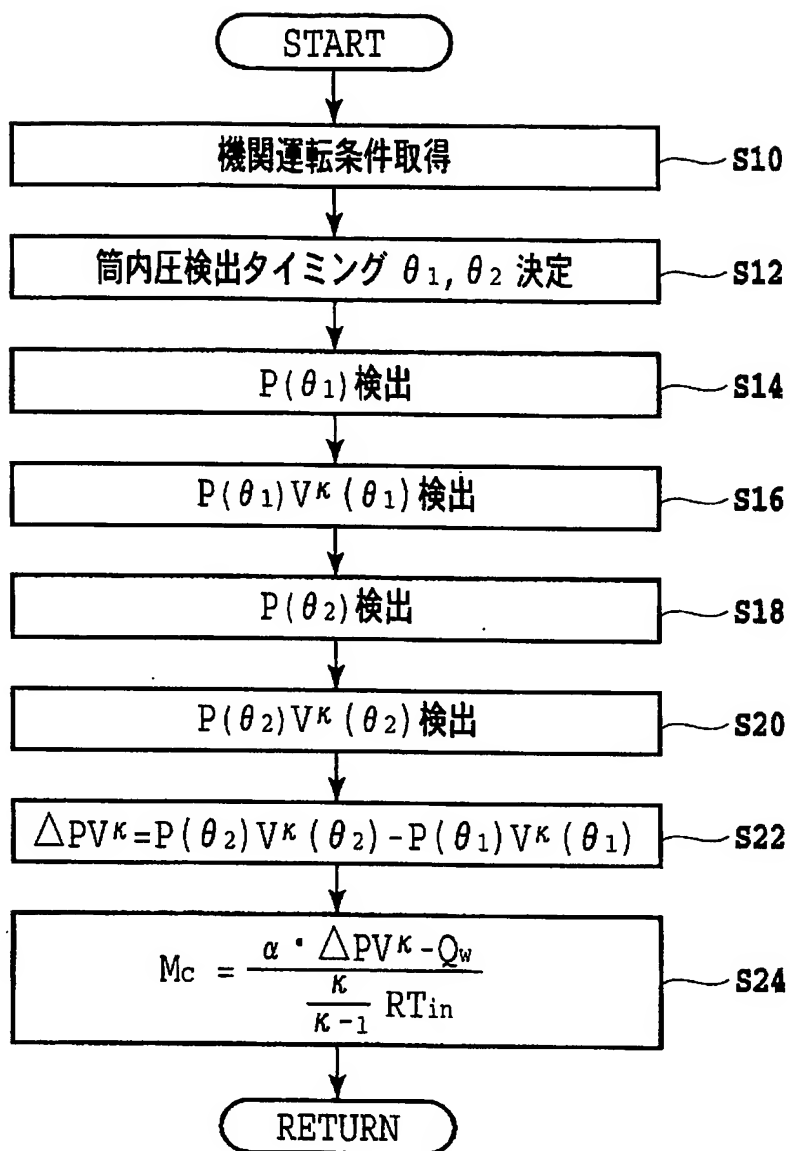 START
機関運転条件取得
S10
筒内圧検出タイミング θ1, θ2 決定
S12
P(θ1)検出
S14
P(θ1)V^κ(θ1)検出
S16
P(θ2)検出
S18
P(θ2)V^κ(θ2)検出
S20
△PV^κ=P(θ2)V^κ(θ2)-P(θ1)V^κ(θ1)
S22
Mc = (α・△PV^κ-Qw)/((κ/(κ-1)) RTin)
S24
RETURN